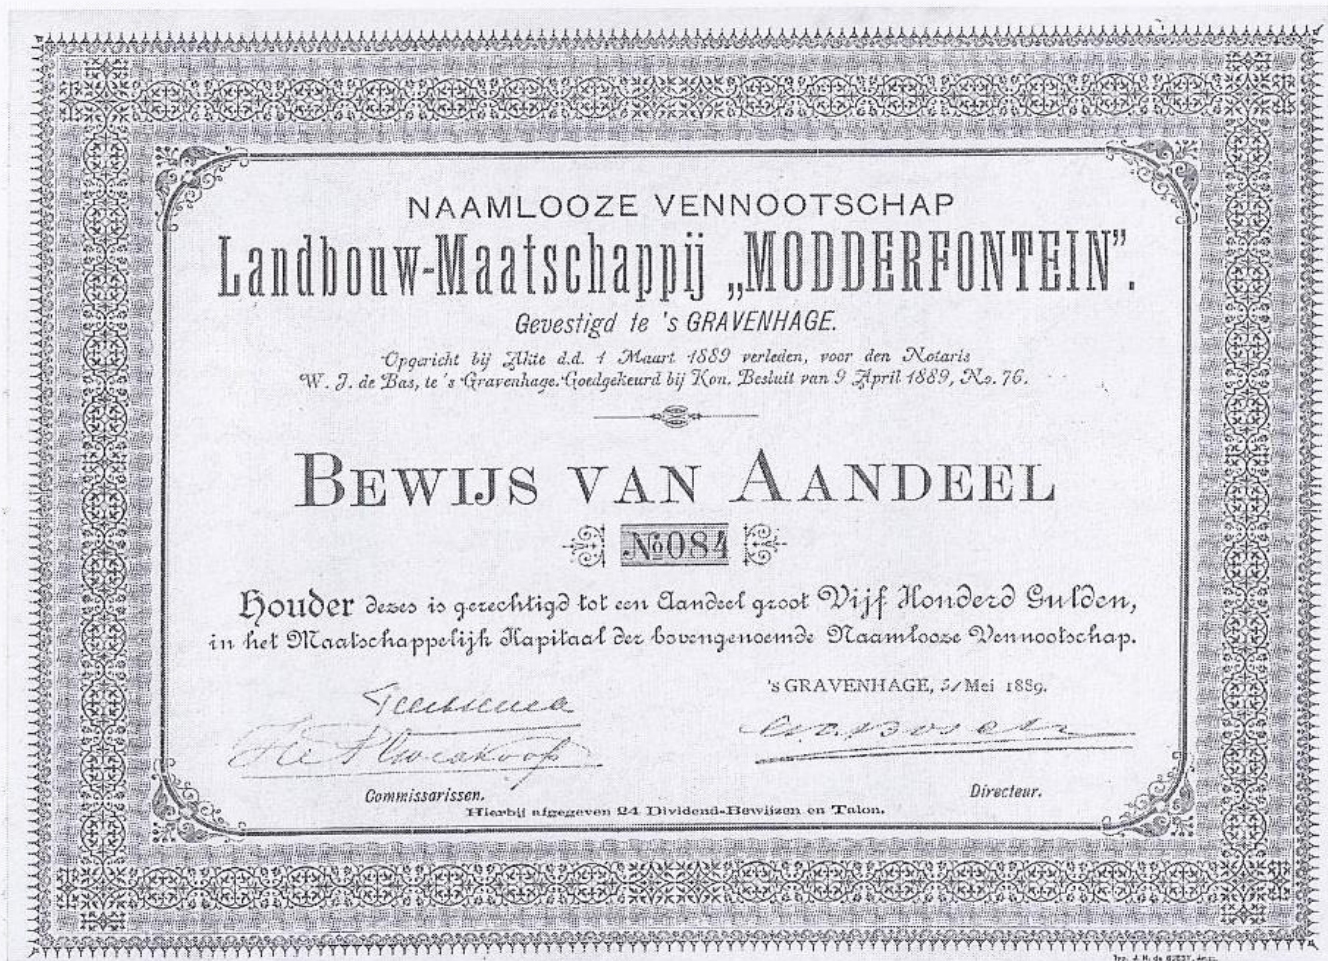 NAAMLOOZE VENNOOTSCHAP
Landbouw-Maatschappij „MODDERFONTEIN”.
Gevestigd te 's GRAVENHAGE.
Opgericht bij Akte d.d. 1 Maart 1889 verleden, voor den Notaris
W. J. de Bas, te 's Gravenhage. Goedgekeurd bij Kon. Besluit van 9 April 1889, No. 76.
BEWIJS VAN AANDEEL
No 084
Houder dezes is gerechtigd tot een Aandeel groot Vijf Honderd Gulden,
in het Maatschappelijk Kapitaal der bovengenoemde Naamlooze Vennootschap.
's GRAVENHAGE, 5/ Mei 1889.
Commissarissen.
Directeur.
Hierbij afgegeven 24 Dividend-Bewijzen en Talon.